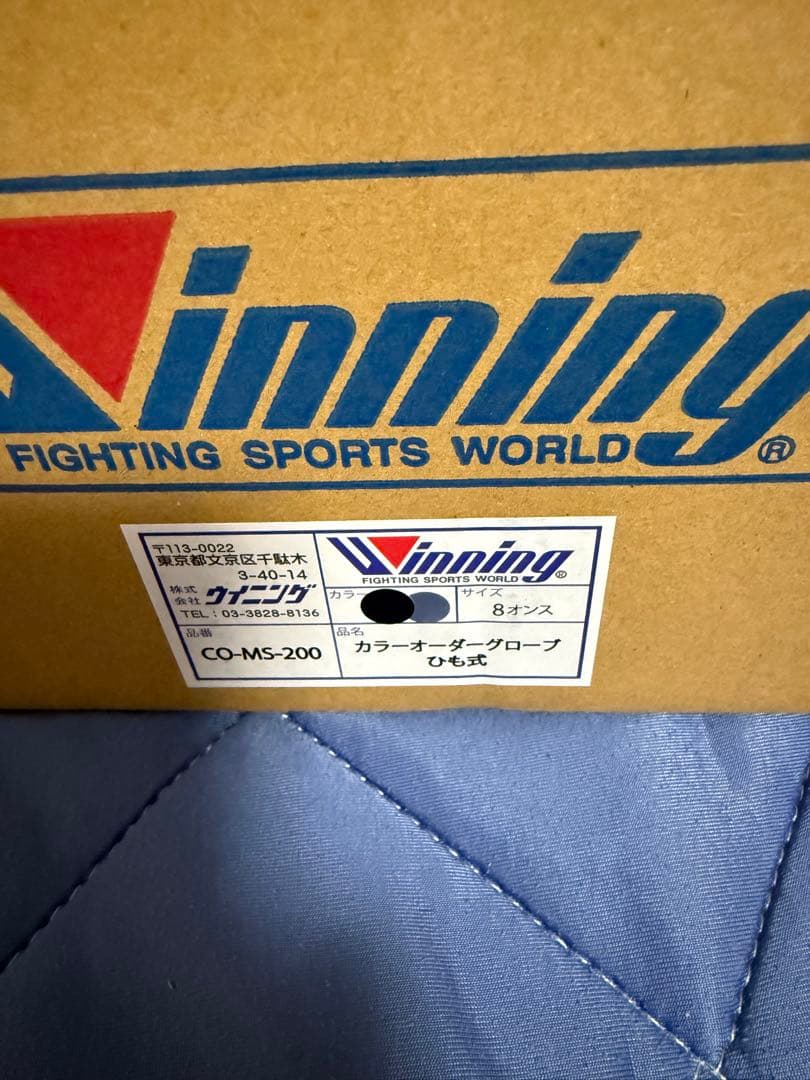 Winning
FIGHTING SPORTS WORLD®
〒113-0022
東京都文京区千駄木
3-40-14
株式会社 ウイニング
TEL：03-3828-8136
Winning®
FIGHTING SPORTS WORLD
カラー
サイズ
8オンス
品番
CO-MS-200
品名
カラーオーダーグローブ
ひも式